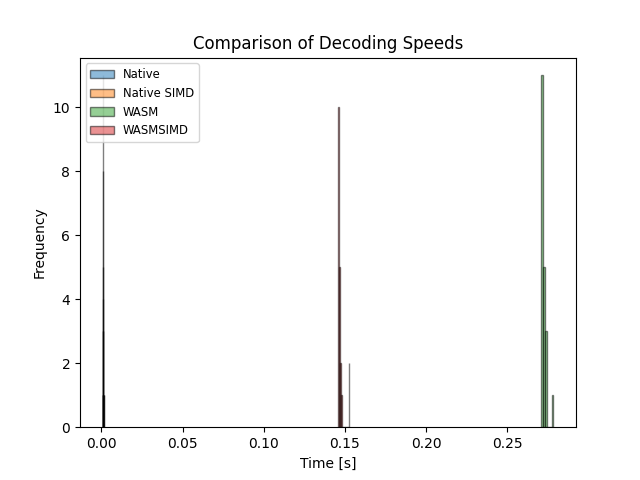 Comparison of Decoding Speeds
Native
Native SIMD
WASM
WASMSIMD
10
8
6
4
2
0
Frequency
0.00 0.05 0.10 0.15 0.20 0.25
Time [s]